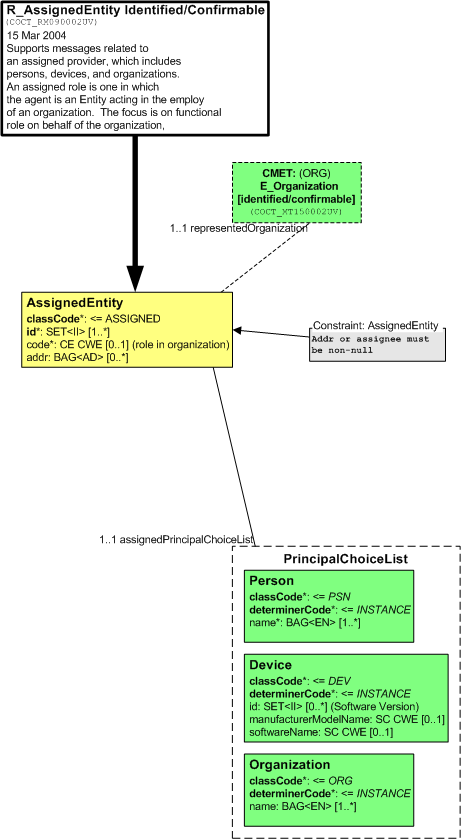 R_AssignedEntity Identified/Confirmable
(COCT_RM090002UV)
15 Mar 2004
Supports messages related to
an assigned provider, which includes
persons, devices, and organizations.
An assigned role is one in which
the agent is an Entity acting in the employ
of an organization.  The focus is on functional
role on behalf of the organization,
CMET: (ORG)
E_Organization
[identified/confirmable]
(COCT_MT150002UV)
1..1 representedOrganization
AssignedEntity
classCode*: <= ASSIGNED
id*: SET<II> [1..*]
code*: CE CWE [0..1] (role in organization)
addr: BAG<AD> [0..*]
Constraint: AssignedEntity
Addr or assignee must
be non-null
1..1 assignedPrincipalChoiceList
PrincipalChoiceList
Person
classCode*: <= PSN
determinerCode*: <= INSTANCE
name*: BAG<EN> [1..*]
Device
classCode*: <= DEV
determinerCode*: <= INSTANCE
id: SET<II> [0..*] (Software Version)
manufacturerModelName: SC CWE [0..1]
softwareName: SC CWE [0..1]
Organization
classCode*: <= ORG
determinerCode*: <= INSTANCE
name: BAG<EN> [1..*]